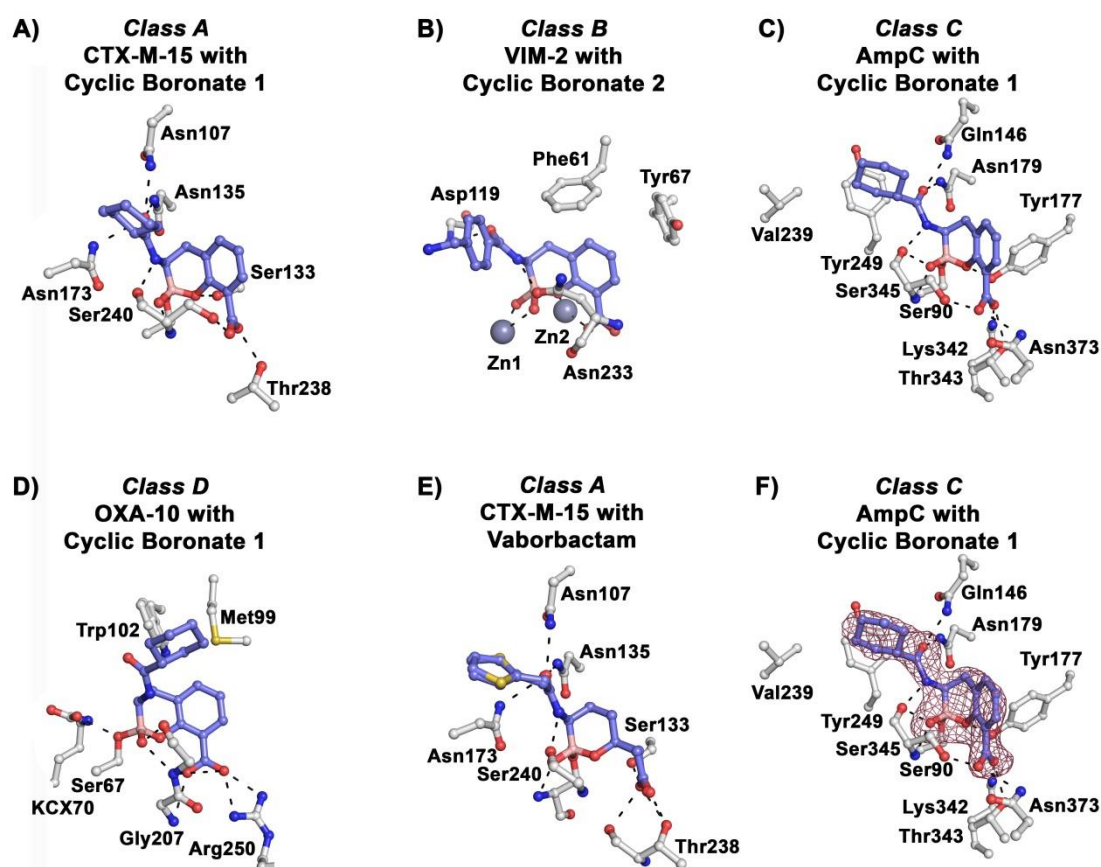 A)
Class A
CTX-M-15 with
Cyclic Boronate 1
Asn107
Asn135
Asn173
Ser133
Ser240
Thr238
B)
Class B
VIM-2 with
Cyclic Boronate 2
Phe61
Tyr67
Asp119
Zn1
Zn2
Asn233
C)
Class C
AmpC with
Cyclic Boronate 1
Gln146
Asn179
Tyr177
Val239
Tyr249
Ser345
Ser90
Lys342
Asn373
Thr343
D)
Class D
OXA-10 with
Cyclic Boronate 1
Met99
Trp102
Ser67
KCX70
Gly207
Arg250
E)
Class A
CTX-M-15 with
Vaborbactam
Asn107
Asn135
Ser133
Asn173
Ser240
Thr238
F)
Class C
AmpC with
Cyclic Boronate 1
Gln146
Asn179
Tyr177
Val239
Tyr249
Ser345
Ser90
Lys342
Asn373
Thr343